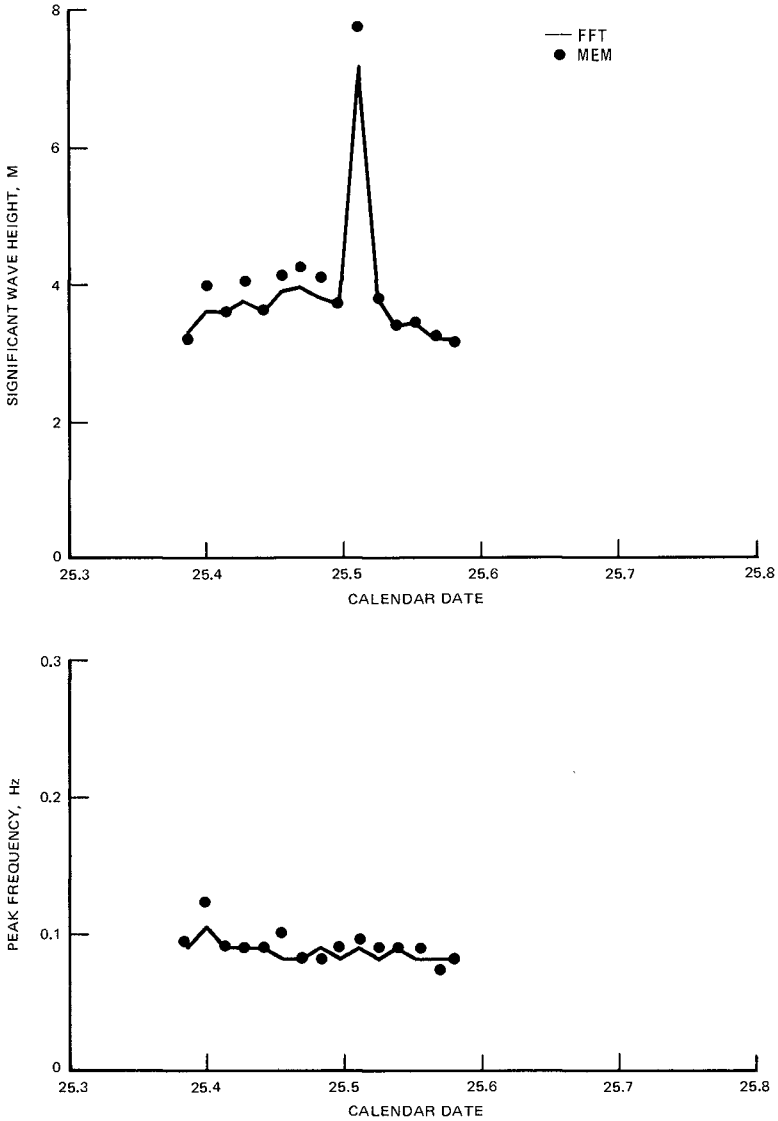 8
— FFT
● MEM
6
4
2
0
SIGNIFICANT WAVE HEIGHT, M
25.3 25.4 25.5 25.6 25.7 25.8
CALENDAR DATE
0.3
0.2
0.1
0
PEAK FREQUENCY, Hz
25.3 25.4 25.5 25.6 25.7 25.8
CALENDAR DATE